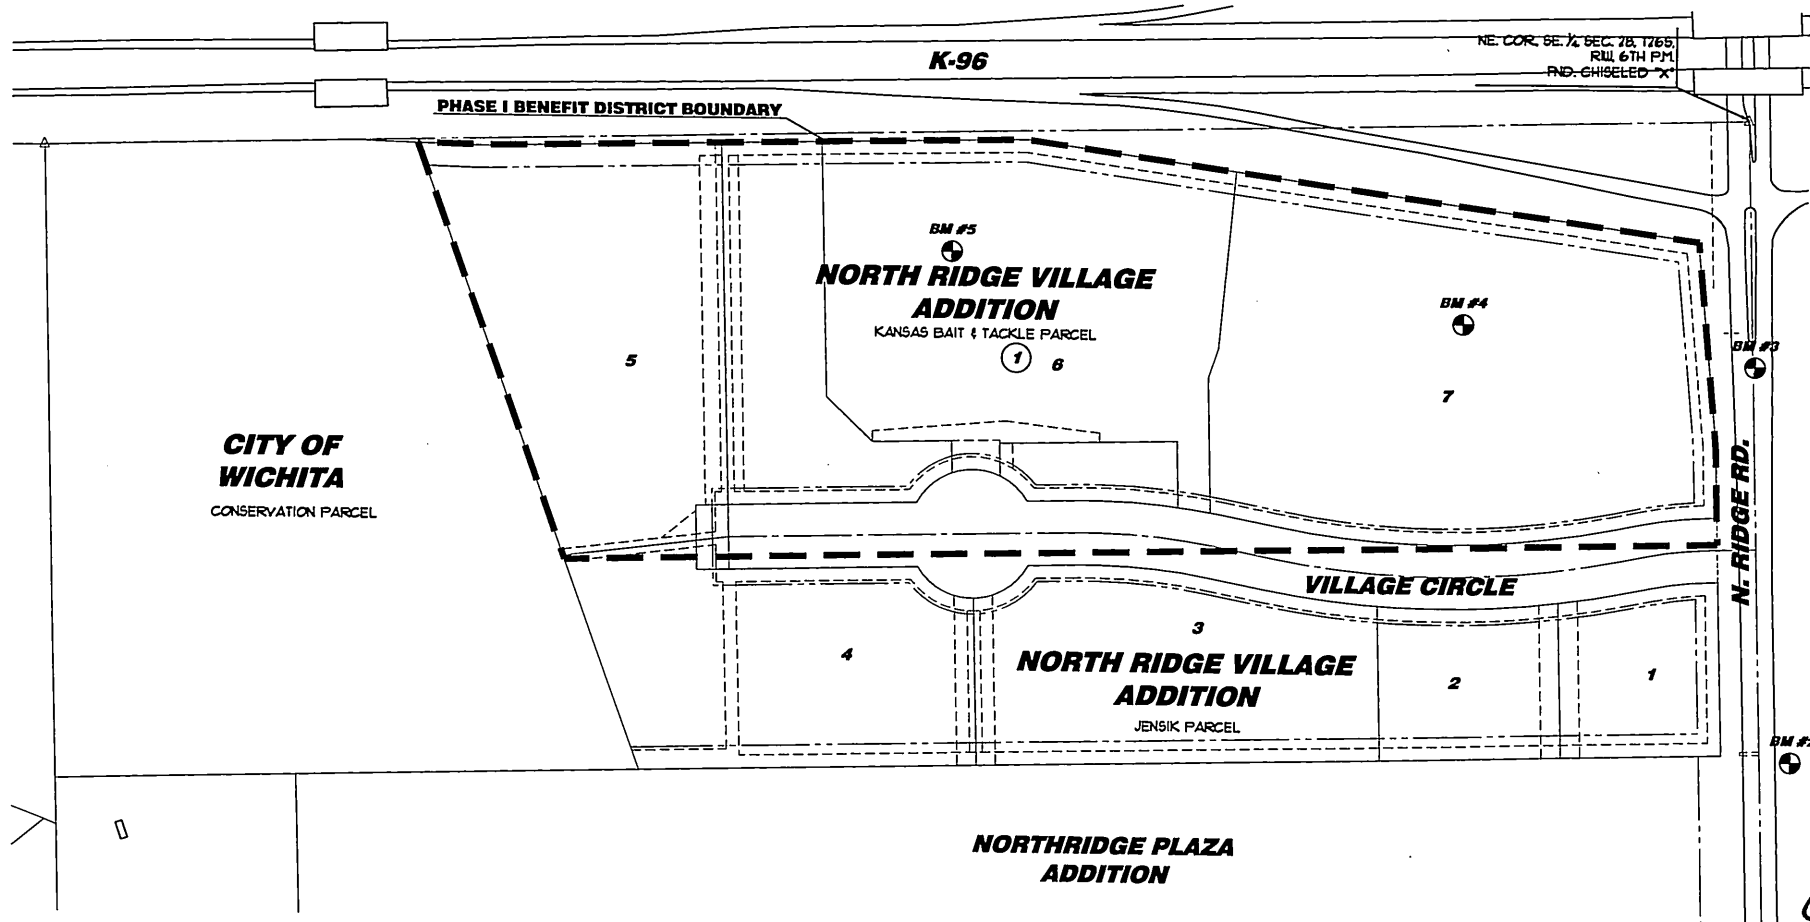 K-96
NE. COR. SE. 1/4 SEC. 28, T26S,
R1W, 6TH P.M.
FND. CHISELED "X"
PHASE I BENEFIT DISTRICT BOUNDARY
BM #5
NORTH RIDGE VILLAGE
ADDITION
KANSAS BAIT & TACKLE PARCEL
1
6
BM #4
BM #3
5
7
CITY OF
WICHITA
CONSERVATION PARCEL
N. RIDGE RD.
VILLAGE CIRCLE
4
3
NORTH RIDGE VILLAGE
ADDITION
JENSIK PARCEL
2
1
BM #2
NORTHRIDGE PLAZA
ADDITION